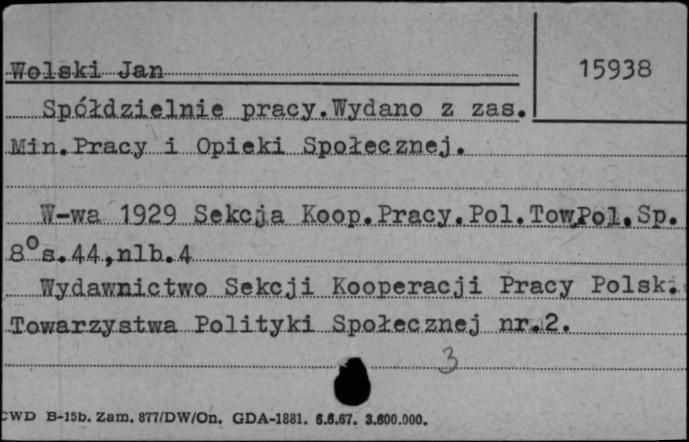 Wolski Jan
15938
Spółdzielnie pracy.Wydano z zas.
Min.Pracy i Opieki Społecznej.
W-wa 1929 Sekcja Koop.Pracy.Pol.Tow.Pol.Sp.
8° s.44,nlb.4
Wydawnictwo Sekcji Kooperacji Pracy Polsk.
Towarzystwa Polityki Społecznej nr.2.
3
CWD B-15b. Zam. 877/DW/On. GDA-1881. 6.6.67. 3.600.000.